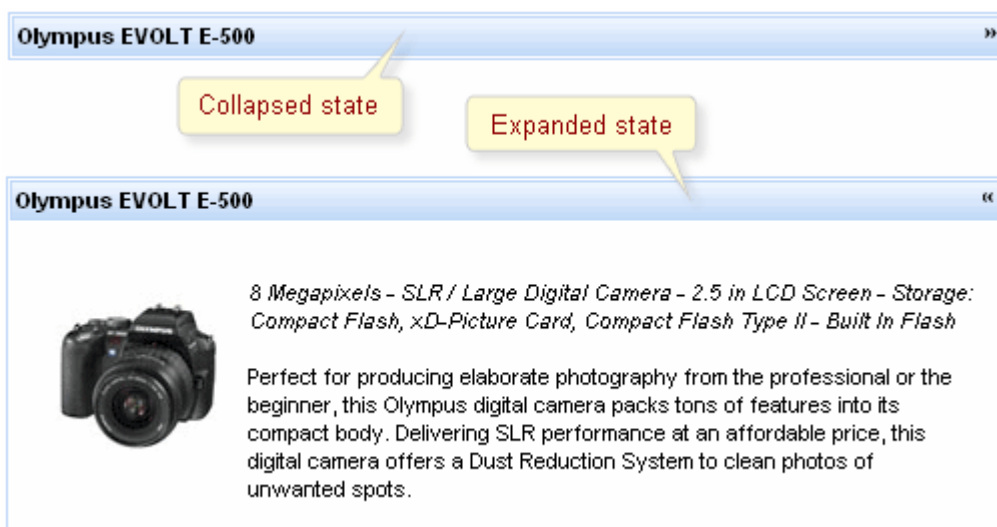 Olympus EVOLT E-500 »
Collapsed state
Expanded state
Olympus EVOLT E-500 «
8 Megapixels - SLR / Large Digital Camera - 2.5 in LCD Screen - Storage:
Compact Flash, xD-Picture Card, Compact Flash Type II - Built In Flash
OLYMPUS
Perfect for producing elaborate photography from the professional or the
beginner, this Olympus digital camera packs tons of features into its
compact body. Delivering SLR performance at an affordable price, this
digital camera offers a Dust Reduction System to clean photos of
unwanted spots.